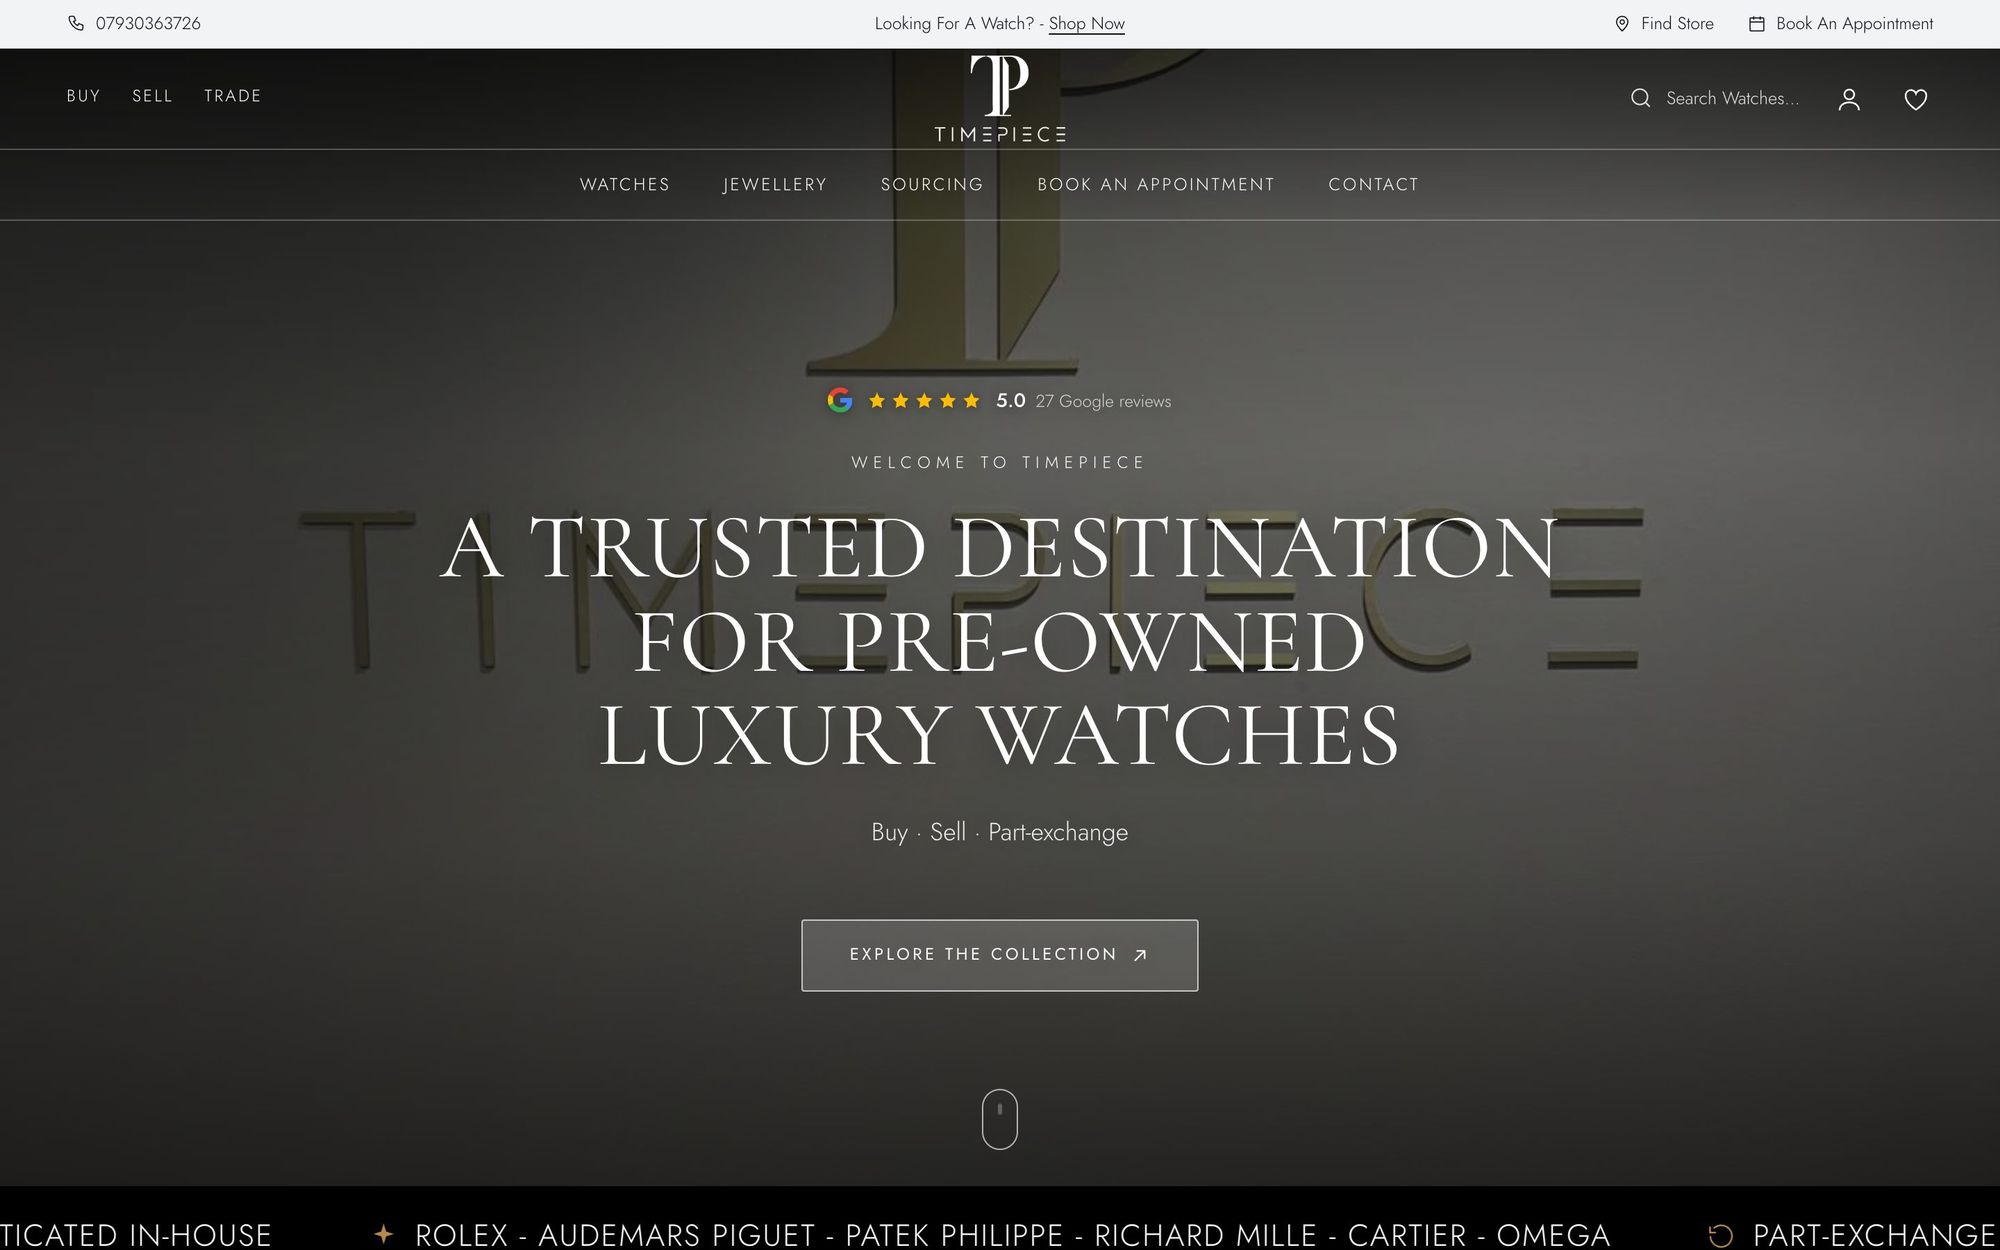 07930363726
Looking For A Watch? - Shop Now
Find Store
Book An Appointment
BUY
SELL
TRADE
TP
TIMEPIECE
Search Watches...
WATCHES
JEWELLERY
SOURCING
BOOK AN APPOINTMENT
CONTACT
5.0 27 Google reviews
WELCOME TO TIMEPIECE
TIMEPIECE
A TRUSTED DESTINATION
FOR PRE-OWNED
LUXURY WATCHES
Buy · Sell · Part-exchange
EXPLORE THE COLLECTION
TICATED IN-HOUSE
ROLEX - AUDEMARS PIGUET - PATEK PHILIPPE - RICHARD MILLE - CARTIER - OMEGA
PART-EXCHANGE